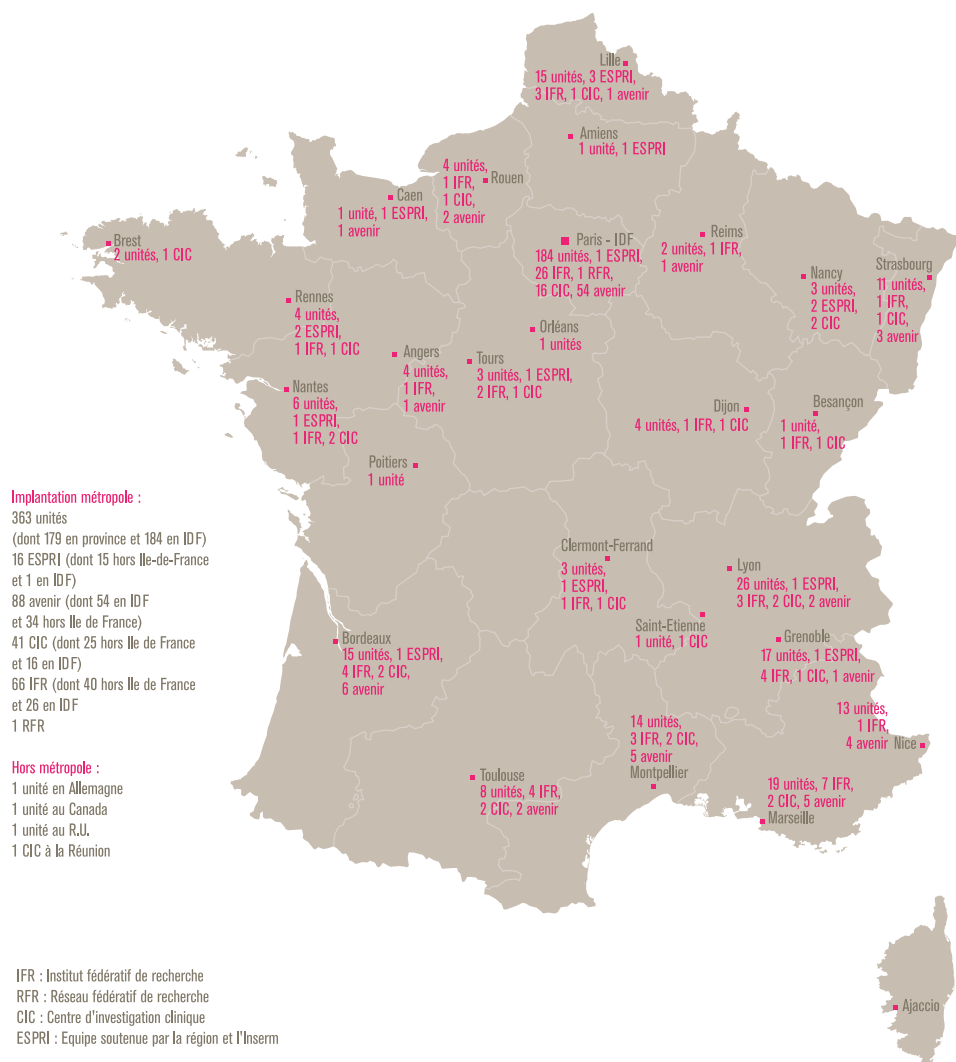 Lille
15 unités, 3 ESPRI,
3 IFR, 1 CIC, 1 avenir
Amiens
1 unité, 1 ESPRI
4 unités,
1 IFR,
1 CIC,
2 avenir
Rouen
Caen
1 unité, 1 ESPRI,
1 avenir
Brest
2 unités, 1 CIC
Paris - IDF
184 unités, 1 ESPRI,
26 IFR, 1 RFR,
16 CIC, 54 avenir
Reims
2 unités, 1 IFR,
1 avenir
Nancy
3 unités,
2 ESPRI,
2 CIC
Strasbourg
11 unités,
1 IFR,
1 CIC,
3 avenir
Rennes
4 unités,
2 ESPRI,
1 IFR, 1 CIC
Orléans
1 unités
Angers
4 unités,
1 IFR,
1 avenir
Tours
3 unités, 1 ESPRI,
2 IFR, 1 CIC
Nantes
6 unités,
1 ESPRI,
1 IFR, 2 CIC
Dijon
4 unités, 1 IFR, 1 CIC
Besançon
1 unité,
1 IFR, 1 CIC
Poitiers
1 unité
Clermont-Ferrand
3 unités,
1 ESPRI,
1 IFR, 1 CIC
Lyon
26 unités, 1 ESPRI,
3 IFR, 2 CIC, 2 avenir
Saint-Etienne
1 unité, 1 CIC
Grenoble
17 unités, 1 ESPRI,
4 IFR, 1 CIC, 1 avenir
Bordeaux
15 unités, 1 ESPRI,
4 IFR, 2 CIC,
6 avenir
13 unités,
1 IFR,
4 avenir
Nice
14 unités,
3 IFR, 2 CIC,
5 avenir
Montpellier
Toulouse
8 unités, 4 IFR,
2 CIC, 2 avenir
19 unités, 7 IFR,
2 CIC, 5 avenir
Marseille
Ajaccio
Implantation métropole :
363 unités
(dont 179 en province et 184 en IDF)
16 ESPRI (dont 15 hors Ile-de-France
et 1 en IDF)
88 avenir (dont 54 en IDF
et 34 hors Ile de France)
41 CIC (dont 25 hors Ile de France
et 16 en IDF)
66 IFR (dont 40 hors Ile de France
et 26 en IDF
1 RFR
Hors métropole :
1 unité en Allemagne
1 unité au Canada
1 unité au R.U.
1 CIC à la Réunion
IFR : Institut fédératif de recherche
RFR : Réseau fédératif de recherche
CIC : Centre d'investigation clinique
ESPRI : Equipe soutenue par la région et l'Inserm